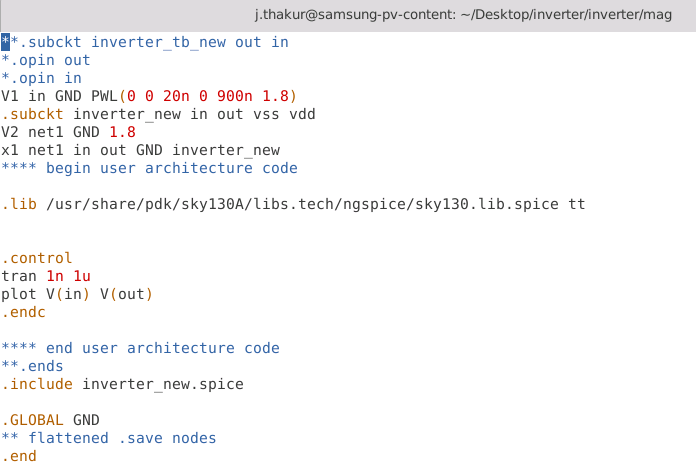 j.thakur@samsung-pv-content: ~/Desktop/inverter/inverter/mag
**.subckt inverter_tb_new out in
*.opin out
*.opin in
V1 in GND PWL(0 0 20n 0 900n 1.8)
.subckt inverter_new in out vss vdd
V2 net1 GND 1.8
x1 net1 in out GND inverter_new
**** begin user architecture code
.lib /usr/share/pdk/sky130A/libs.tech/ngspice/sky130.lib.spice tt
.control
tran 1n 1u
plot V(in) V(out)
.endc
**** end user architecture code
**.ends
.include inverter_new.spice
.GLOBAL GND
** flattened .save nodes
.end